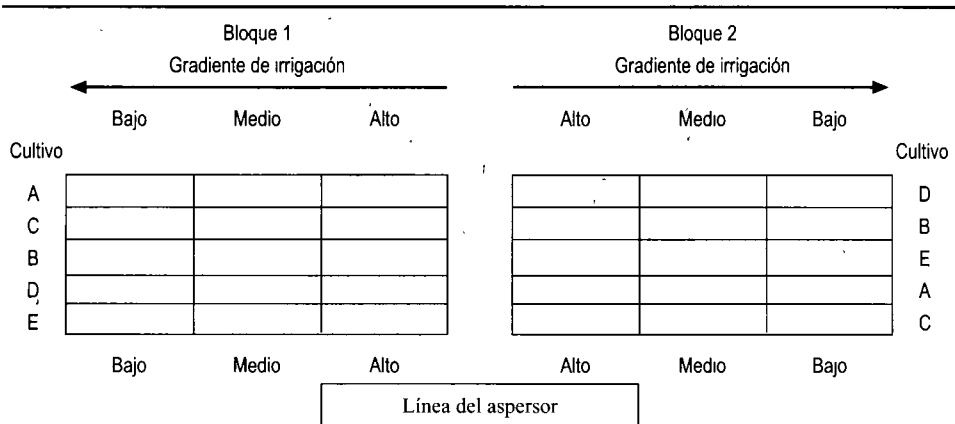 Bloque 1 Bloque 2
Gradiente de irrigación Gradiente de irrigación
Bajo Medio Alto Alto Medio Bajo
Cultivo Cultivo
A D
C B
B E
D A
E C
Bajo Medio Alto Alto Medio Bajo
Línea del aspersor